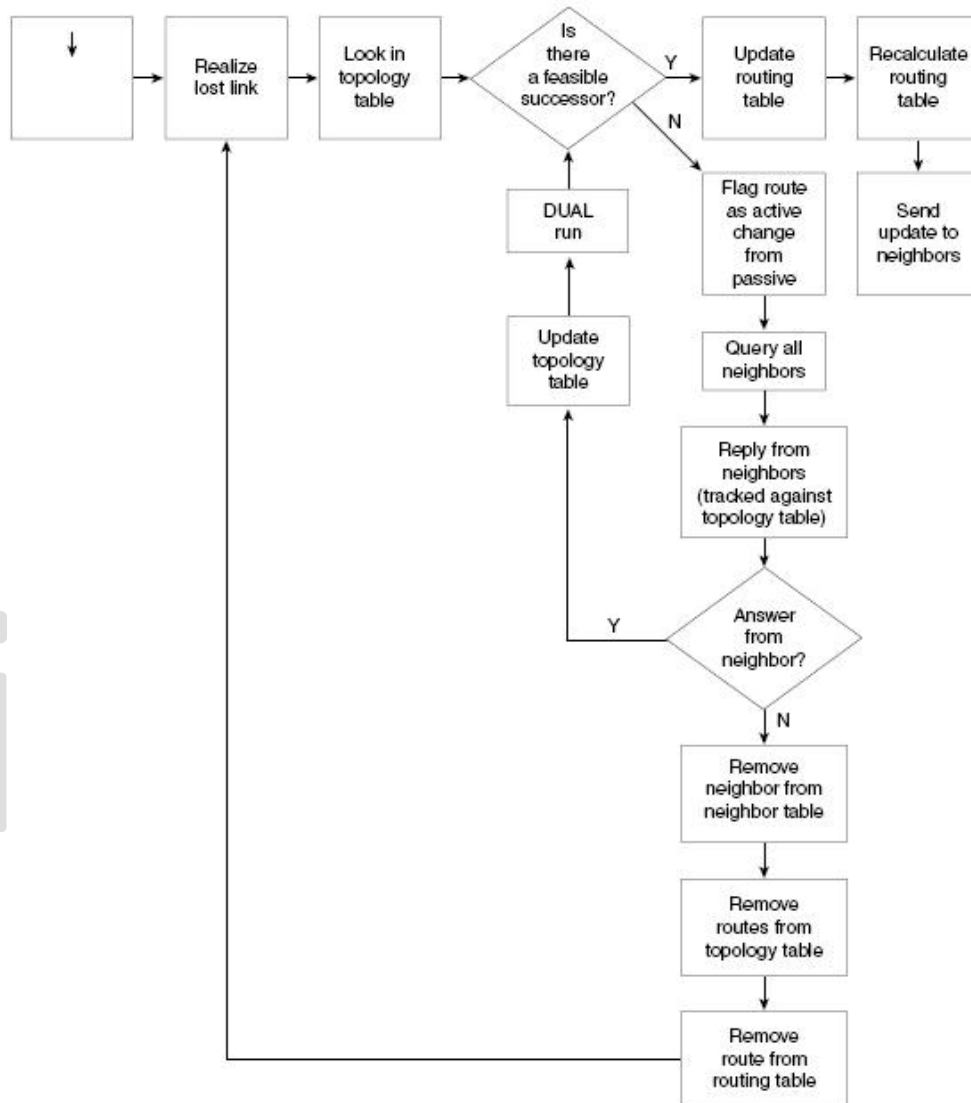 Realize
lost link
Look in
topology
table
Is
there
a feasible
successor?
Y
Update
routing
table
Recalculate
routing
table
N
DUAL
run
Flag route
as active
change
from
passive
Send
update to
neighbors
Update
topology
table
Query all
neighbors
Reply from
neighbors
(tracked against
topology table)
Answer
from
neighbor?
Y
N
Remove
neighbor from
neighbor table
Remove
routes from
topology table
Remove
route from
routing table